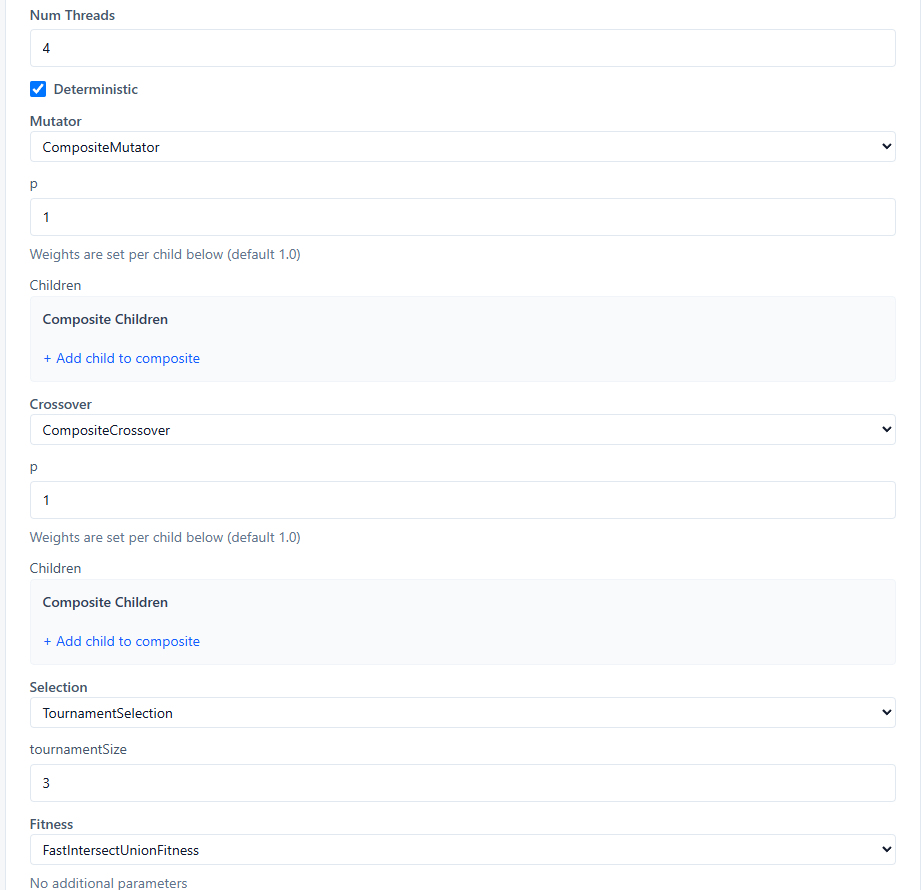 Num Threads
4
Deterministic
Mutator
CompositeMutator
p
1
Weights are set per child below (default 1.0)
Children
Composite Children
+ Add child to composite
Crossover
CompositeCrossover
p
1
Weights are set per child below (default 1.0)
Children
Composite Children
+ Add child to composite
Selection
TournamentSelection
tournamentSize
3
Fitness
FastIntersectUnionFitness
No additional parameters